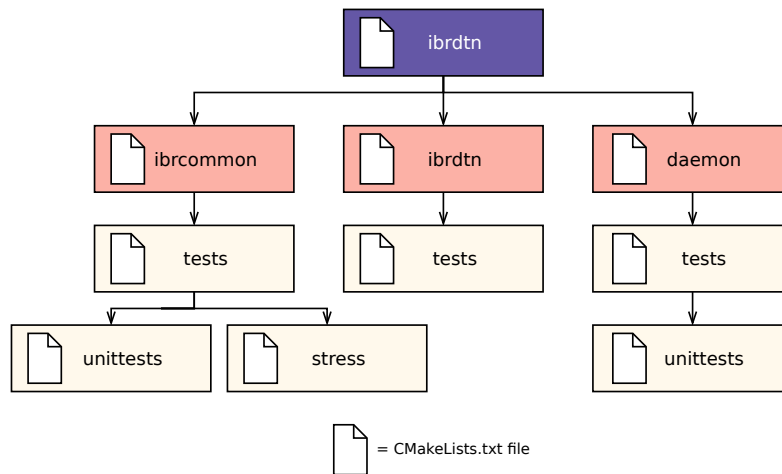 ibrdtn
ibrcommon
ibrdtn
daemon
tests
tests
tests
unittests
stress
unittests
= CMakeLists.txt file